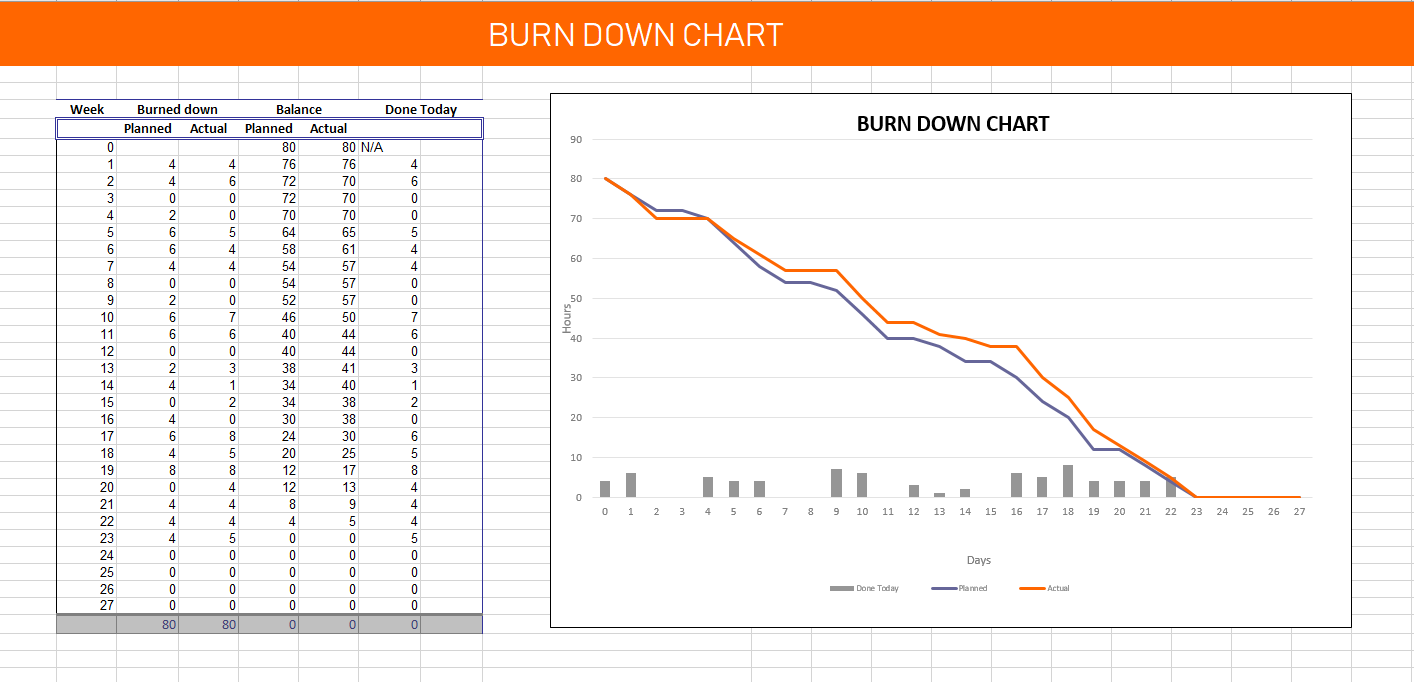 BURN DOWN CHART
Week Burned down Balance Done Today
Planned Actual Planned Actual
0 80 80 N/A
1 4 4 76 76 4
2 4 6 72 70 6
3 0 0 72 70 0
4 2 0 70 70 0
5 6 5 64 65 5
6 6 4 58 61 4
7 4 4 54 57 4
8 0 0 54 57 0
9 2 0 52 57 0
10 6 7 46 50 7
11 6 6 40 44 6
12 0 0 40 44 0
13 2 3 38 41 3
14 4 1 34 40 1
15 0 2 34 38 2
16 4 0 30 38 0
17 6 8 24 30 6
18 4 5 20 25 5
19 8 8 12 17 8
20 0 4 12 13 4
21 4 4 8 9 4
22 4 4 4 5 4
23 4 5 0 0 5
24 0 0 0 0 0
25 0 0 0 0 0
26 0 0 0 0 0
27 0 0 0 0 0
80 80 0 0 0
BURN DOWN CHART
90
80
70
60
50
40
30
20
10
0
Hours
0 1 2 3 4 5 6 7 8 9 10 11 12 13 14 15 16 17 18 19 20 21 22 23 24 25 26 27
Days
Done Today Planned Actual